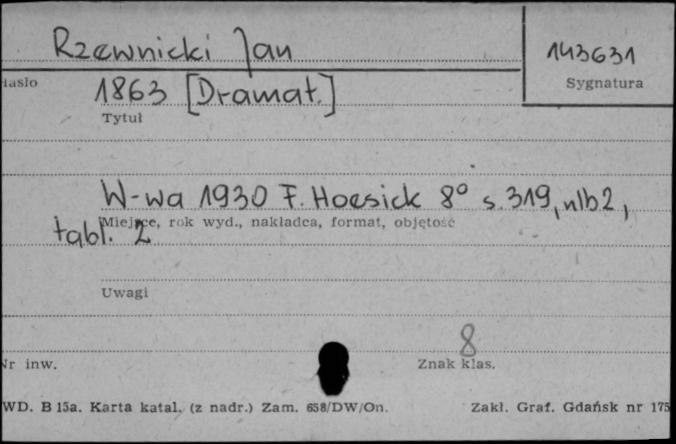 Rzewnicki Jan
143631
Hasło
Sygnatura
1863 [Dramat.]
Tytuł
W-wa 1930 F. Hoesick 8° s. 319, nlb 2,
Miejsce, rok wyd., nakładca, format, objętość
tabl. 2
Uwagi
8
Nr inw.
Znak klas.
WD. B 15a. Karta katal. (z nadr.) Zam. 658/DW/On.
Zakł. Graf. Gdańsk nr 175